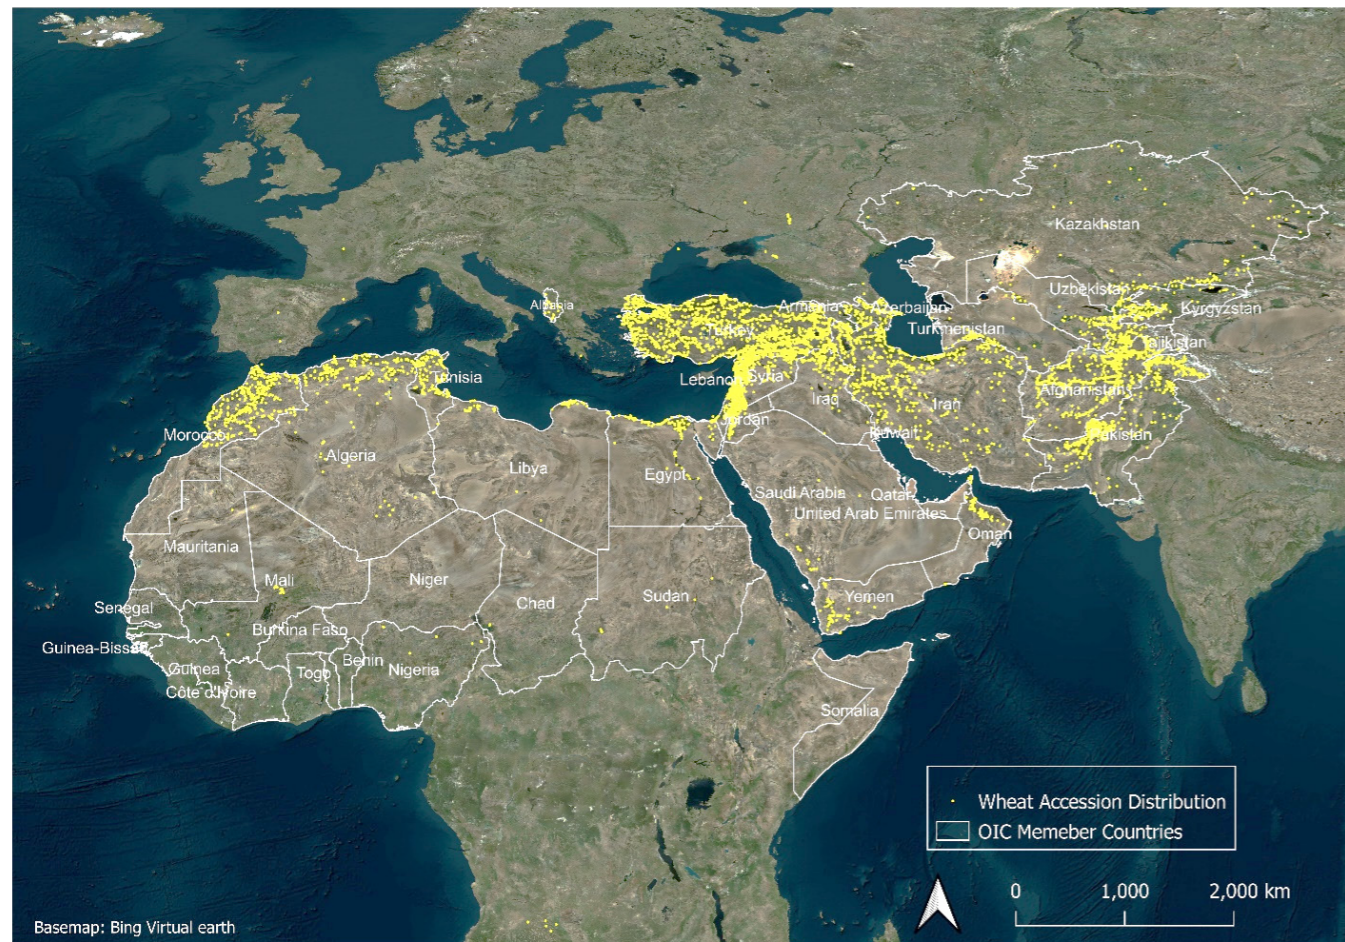 Kazakhstan
Uzbekistan
Kyrgyzstan
Albania
Armenia
Azerbaijan
Turkey
Turkmenistan
Tajikistan
Lebanon
Syria
Tunisia
Afghanistan
Iraq
Iran
Jordan
Morocco
Kuwait
Pakistan
Algeria
Libya
Egypt
Saudi Arabia
Qatar
United Arab Emirates
Oman
Mauritania
Mali
Niger
Chad
Sudan
Yemen
Senegal
Burkina Faso
Guinea-Bissau
Benin
Guinea
Togo
Nigeria
Côte d'Ivoire
Somalia
Wheat Accession Distribution
OIC Memeber Countries
0 1,000 2,000 km
Basemap: Bing Virtual earth